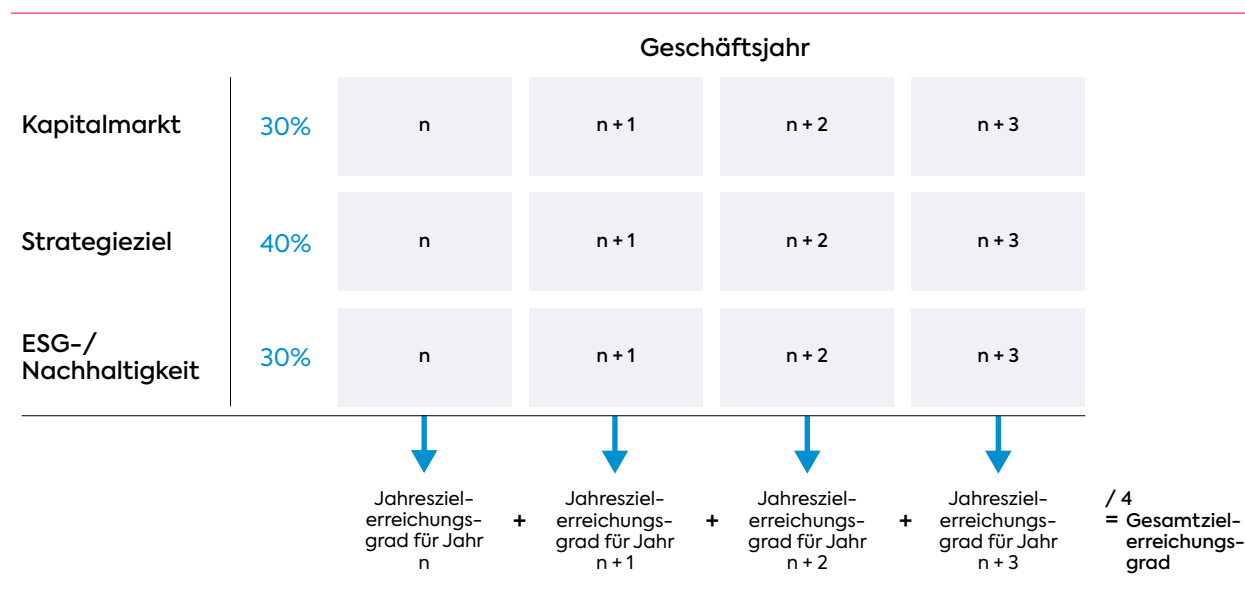 Geschäftsjahr
Kapitalmarkt 30% n n + 1 n + 2 n + 3
Strategieziel 40% n n + 1 n + 2 n + 3
ESG-/
Nachhaltigkeit 30% n n + 1 n + 2 n + 3
Jahresziel-
erreichungs-
grad für Jahr
n
+
Jahresziel-
erreichungs-
grad für Jahr
n + 1
+
Jahresziel-
erreichungs-
grad für Jahr
n + 2
+
Jahresziel-
erreichungs-
grad für Jahr
n + 3
/ 4
= Gesamtziel-
erreichungs-
grad